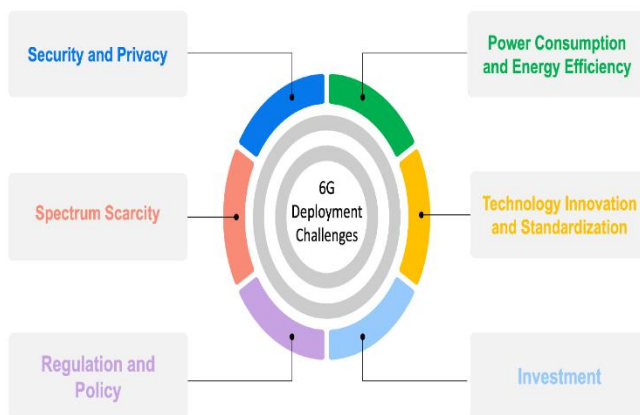 Security and Privacy
Power Consumption
and Energy Efficiency
Spectrum Scarcity
6G
Deployment
Challenges
Technology Innovation
and Standardization
Regulation and
Policy
Investment